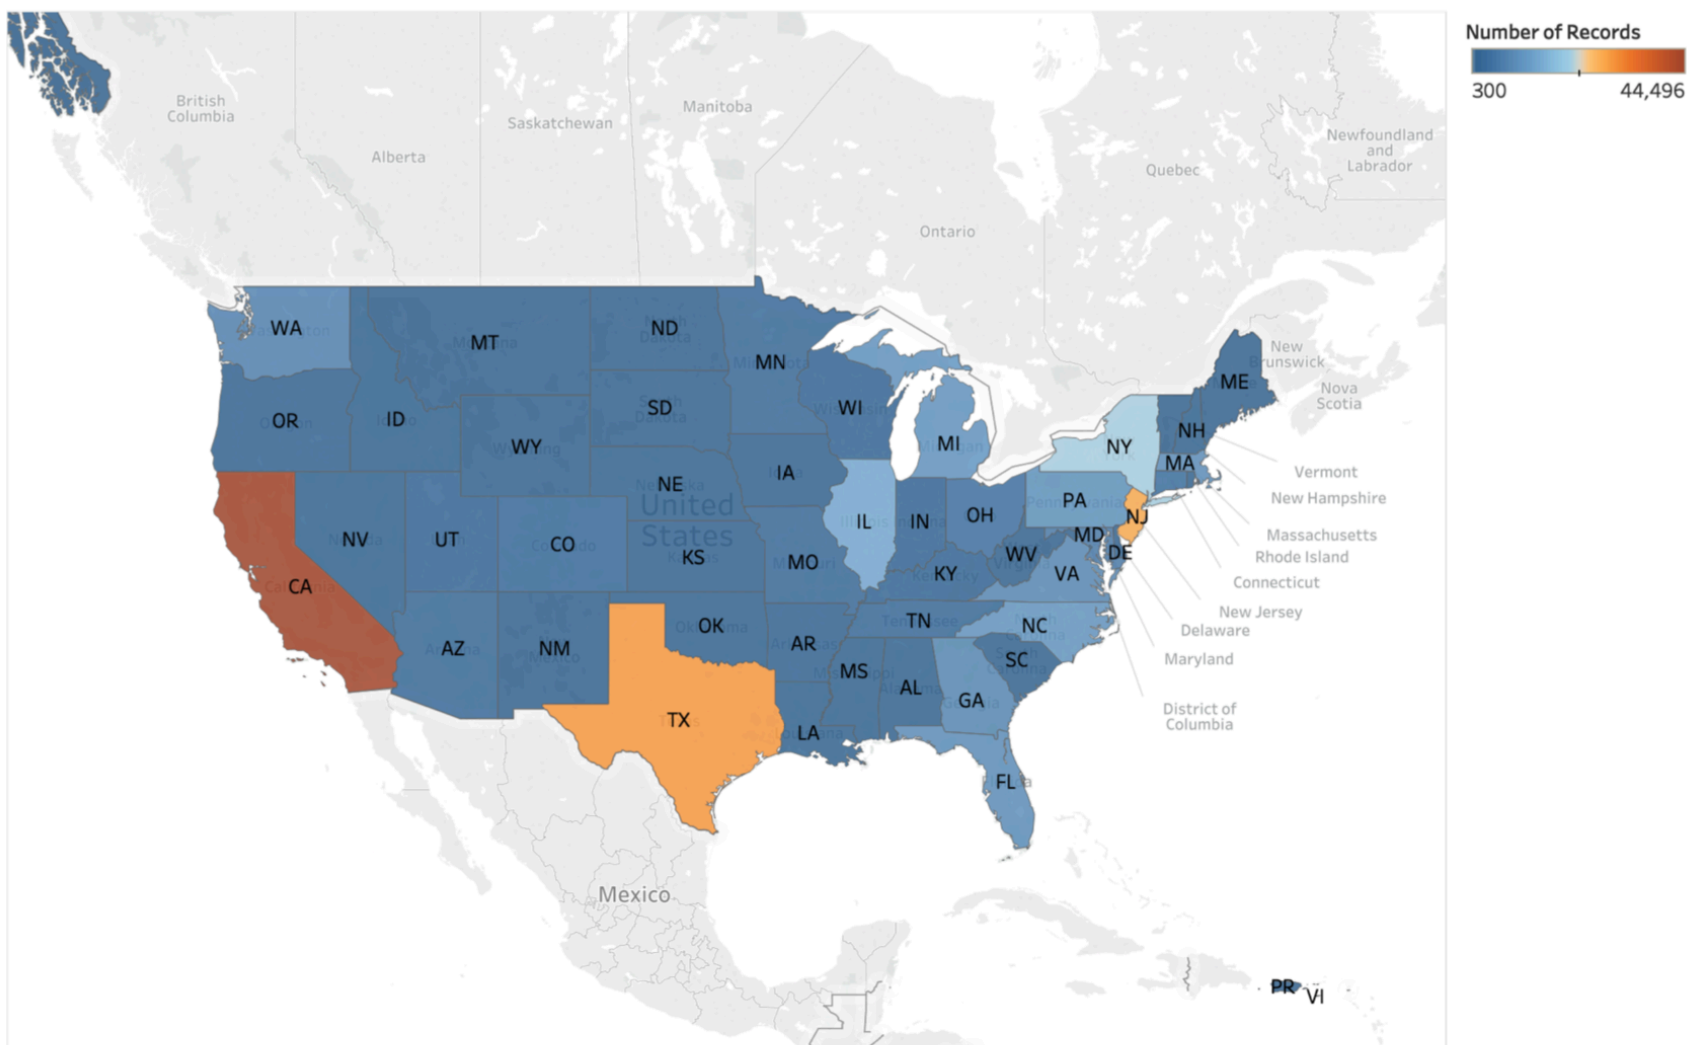 Number of Records
300
44,496
British
Columbia
Alberta
Saskatchewan
Manitoba
Ontario
Quebec
Newfoundland
and
Labrador
New
Brunswick
Nova
Scotia
WA
MT
ND
MN
ME
OR
ID
SD
WI
NH
WY
MI
NY
MA
Vermont
IA
NE
New Hampshire
United
States
PA
NJ
IL
IN
OH
Massachusetts
NV
UT
CO
KS
MO
WV
MD
DE
Rhode Island
KY
VA
Connecticut
CA
New Jersey
OK
TN
NC
Delaware
AZ
NM
AR
SC
Maryland
MS
AL
GA
TX
LA
District of
Columbia
FL
Mexico
PR
VI